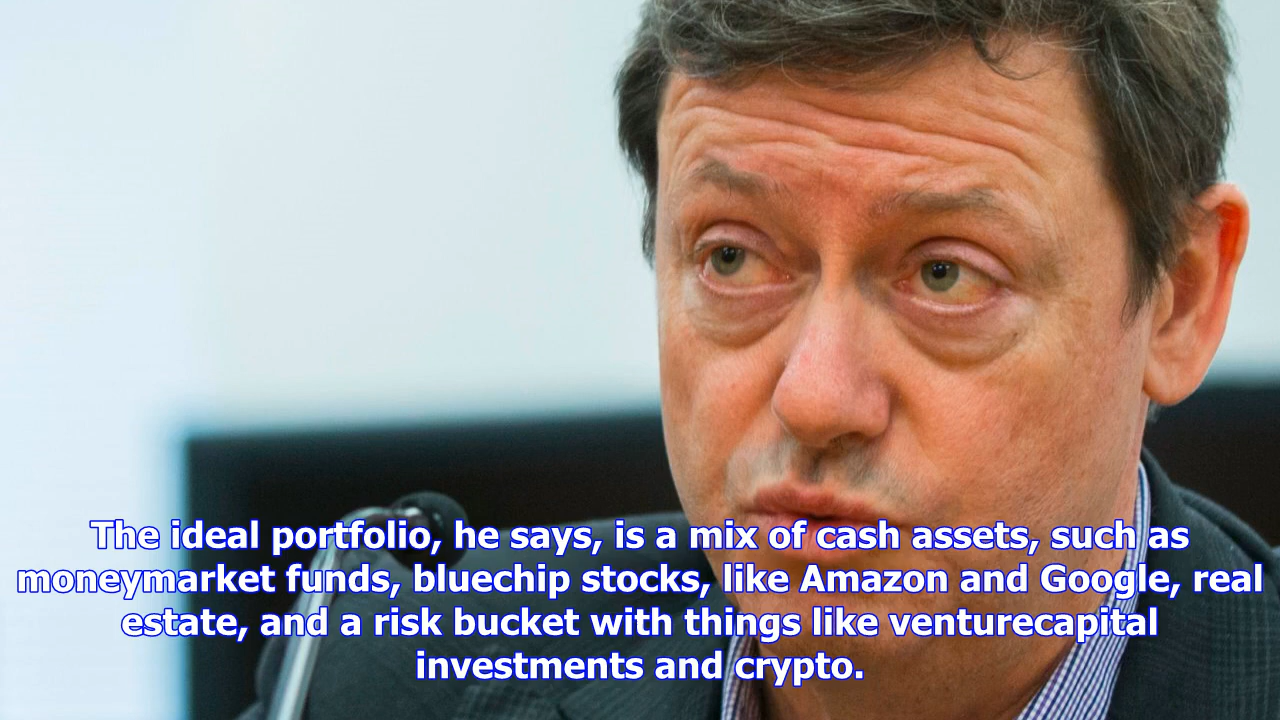 The ideal portfolio, he says, is a mix of cash assets, such as
moneymarket funds, bluechip stocks, like Amazon and Google, real
estate, and a risk bucket with things like venturecapital
investments and crypto.